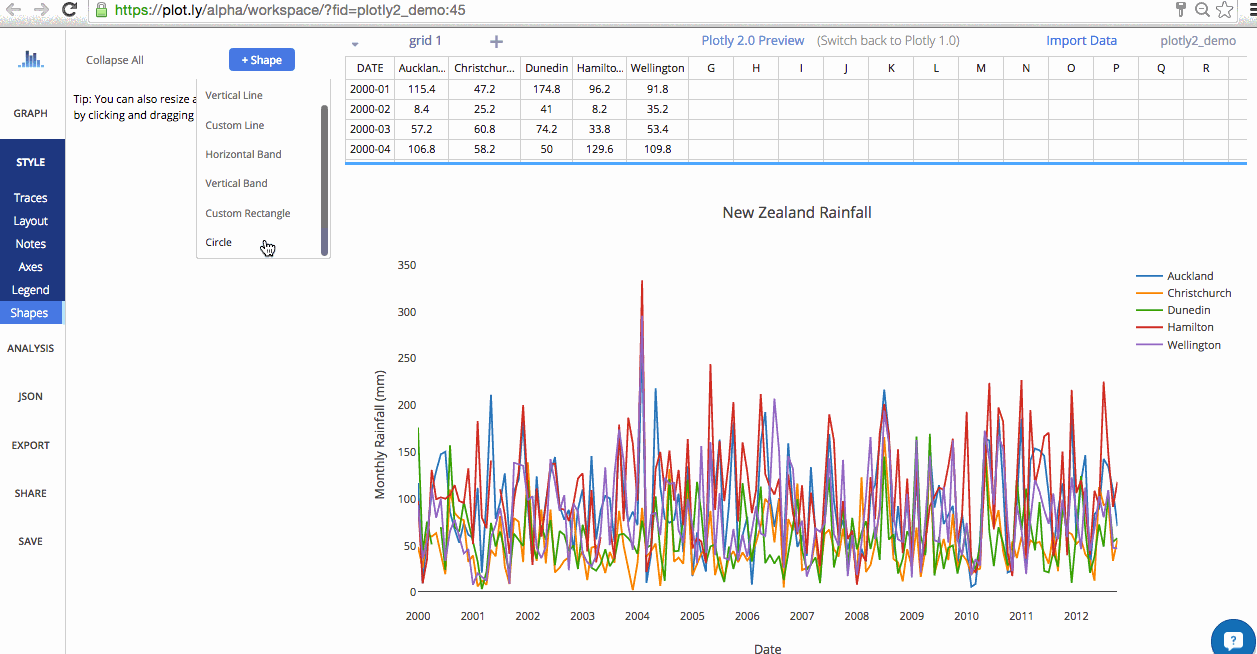 https://plot.ly/alpha/workspace/?fid=plotly2_demo:45
grid 1 +
Plotly 2.0 Preview (Switch back to Plotly 1.0)
Import Data
plotly2_demo
GRAPH
STYLE
Traces
Layout
Notes
Axes
Legend
Shapes
ANALYSIS
JSON
EXPORT
SHARE
SAVE
Collapse All
+ Shape
Tip: You can also resize a
by clicking and dragging
Vertical Line
Custom Line
Horizontal Band
Vertical Band
Custom Rectangle
Circle
DATE Aucklan... Christchur... Dunedin Hamilto... Wellington G H I J K L M N O P Q R
2000-01 115.4 47.2 174.8 96.2 91.8
2000-02 8.4 25.2 41 8.2 35.2
2000-03 57.2 60.8 74.2 33.8 53.4
2000-04 106.8 58.2 50 129.6 109.8
New Zealand Rainfall
Monthly Rainfall (mm)
350
300
250
200
150
100
50
0
2000 2001 2002 2003 2004 2005 2006 2007 2008 2009 2010 2011 2012
Date
Auckland
Christchurch
Dunedin
Hamilton
Wellington
?